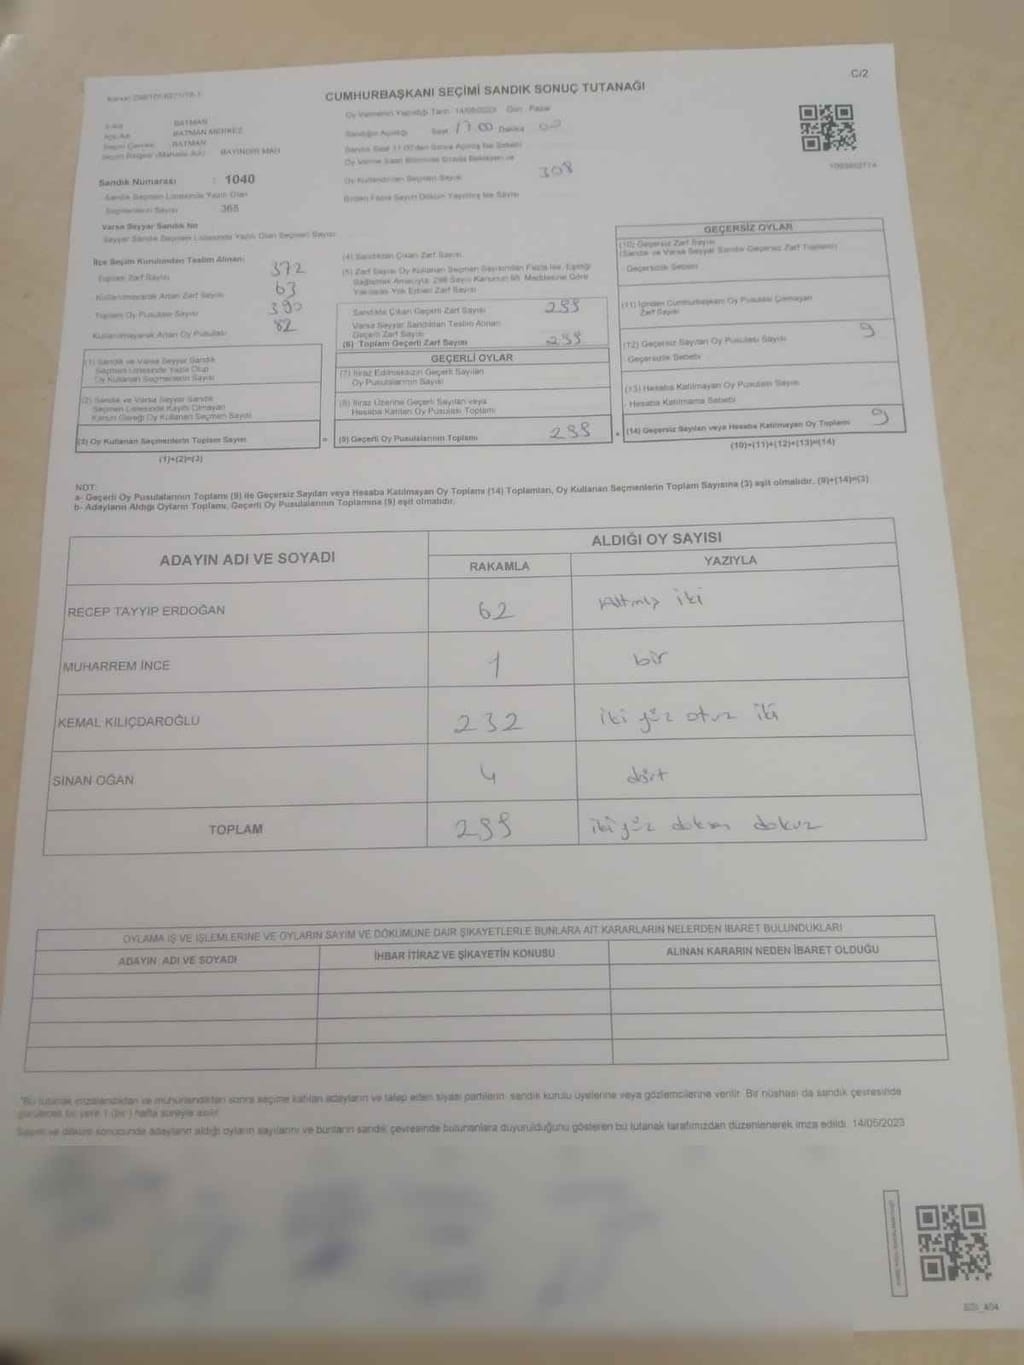 C/2
CUMHURBAŞKANI SEÇİMİ SANDIK SONUÇ TUTANAĞI
Oy Vermenin Yapıldığı Tarih: 14/05/2023 Gün: Pazar
BATMAN
BATMAN MERKEZ
BATMAN
BAYINDIR MAH
Sandığın Açıldığı Saat 17.00 Dakika
Oy Kullandırılan Seçmen Sayısı 308
Sandık Numarası : 1040
Sandık Seçmen Listesinde Yazılı Olan
Seçmenlerin Sayısı 368
Varsa Seyyar Sandık No
Seyyar Sandık Seçmen Listesinde Yazılı Olan Seçmen Sayısı
İlçe Seçim Kurulundan Teslim Alınan:
Toplam Zarf Sayısı 372
Kullanılmayarak Artan Zarf Sayısı 63
Toplam Oy Pusulası Sayısı 390
Kullanılmayarak Artan Oy Pusulası 82
(1) Sandık ve Varsa Seyyar Sandık
Seçmen Listesinde Yazılı Olup
Oy Kullanan Seçmenlerin Sayısı
(2) Sandık ve Varsa Seyyar Sandık
Seçmen Listesinde Kayıtlı Olmayan
Kanun Gereği Oy Kullanan Seçmen Sayısı
(3) Oy Kullanan Seçmenlerin Toplam Sayısı =
(1)+(2)=(3)
(4) Sandıktan Çıkan Zarf Sayısı
(5) Zarf Sayısı Oy Kullanan Seçmen Sayısından Fazla İse, Eşitliği
Sağlamak Amacıyla, 298 Sayılı Kanunun 98. Maddesine Göre
Yakılarak Yok Edilen Zarf Sayısı
Sandıkta Çıkan Geçerli Zarf Sayısı 299
Varsa Seyyar Sandıktan Teslim Alınan
Geçerli Zarf Sayısı
(6) Toplam Geçerli Zarf Sayısı 299
GEÇERLİ OYLAR
(7) İtiraz Edilmeksizin Geçerli Sayılan
Oy Pusulalarının Sayısı
(8) İtiraz Üzerine Geçerli Sayılan veya
Hesaba Katılan Oy Pusulası Toplamı
(9) Geçerli Oy Pusulalarının Toplamı 299 +
GEÇERSİZ OYLAR
(10) Geçersiz Zarf Sayısı
(Sandık ve Varsa Seyyar Sandık Geçersiz Zarf Toplamı)
Geçersizlik Sebebi
(11) İçinden Cumhurbaşkanı Oy Pusulası Çıkmayan
Zarf Sayısı
(12) Geçersiz Sayılan Oy Pusulası Sayısı 9
Geçersizlik Sebebi
(13) Hesaba Katılmayan Oy Pusulası Sayısı
Hesaba Katılmama Sebebi
(14) Geçersiz Sayılan veya Hesaba Katılmayan Oy Toplamı 9
(10)+(11)+(12)+(13)=(14)
NOT:
a- Geçerli Oy Pusulalarının Toplamı (9) ile Geçersiz Sayılan veya Hesaba Katılmayan Oy Toplamı (14) Toplamları, Oy Kullanan Seçmenlerin Toplam Sayısına (3) eşit olmalıdır. (9)+(14)=(3)
b- Adayların Aldığı Oyların Toplamı, Geçerli Oy Pusulalarının Toplamına (9) eşit olmalıdır.
ADAYIN ADI VE SOYADI
ALDIĞI OY SAYISI
RAKAMLA YAZIYLA
RECEP TAYYIP ERDOĞAN 62 Altmış iki
MUHARREM İNCE 1 bir
KEMAL KILIÇDAROĞLU 232 iki yüz otuz iki
SİNAN OĞAN 4 dört
TOPLAM 299 iki yüz doksan dokuz
OYLAMA İŞ VE İŞLEMLERİNE VE OYLARIN SAYIM VE DÖKÜMÜNE DAİR ŞİKAYETLERLE BUNLARA AİT KARARLARIN NELERDEN İBARET BULUNDUKLARI
ADAYIN ADI VE SOYADI İHBAR İTİRAZ VE ŞİKAYETİN KONUSU ALINAN KARARIN NEDEN İBARET OLDUĞU
"Bu tutanak imzalandıktan ve mühürlendikten sonra seçime katılan adayların ve talep eden siyasi partilerin sandık kurulu üyelerine veya gözlemcilerine verilir. Bir nüshası da sandık çevresinde
görülecek bir yere 1 (bir) hafta süreyle asılır.
Sayım ve döküm sonucunda adayların aldığı oyların sayılarını ve bunların sandık çevresinde bulunanlara duyurulduğunu gösteren bu tutanak tarafımızdan düzenlenerek imza edildi. 14/05/2023